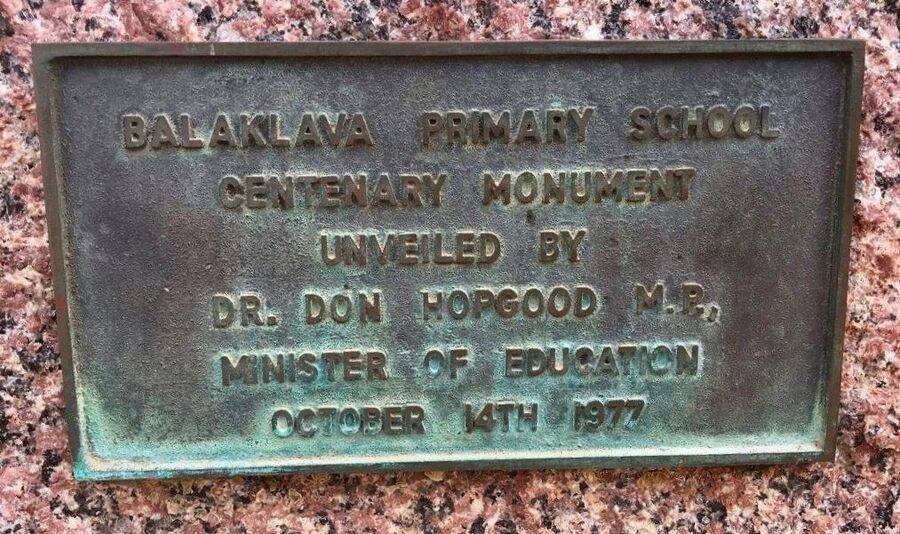 BALAKLAVA PRIMARY SCHOOL
CENTENARY MONUMENT
UNVEILED BY
DR. DON HOPGOOD M.P.,
MINISTER OF EDUCATION
OCTOBER 14TH 1977